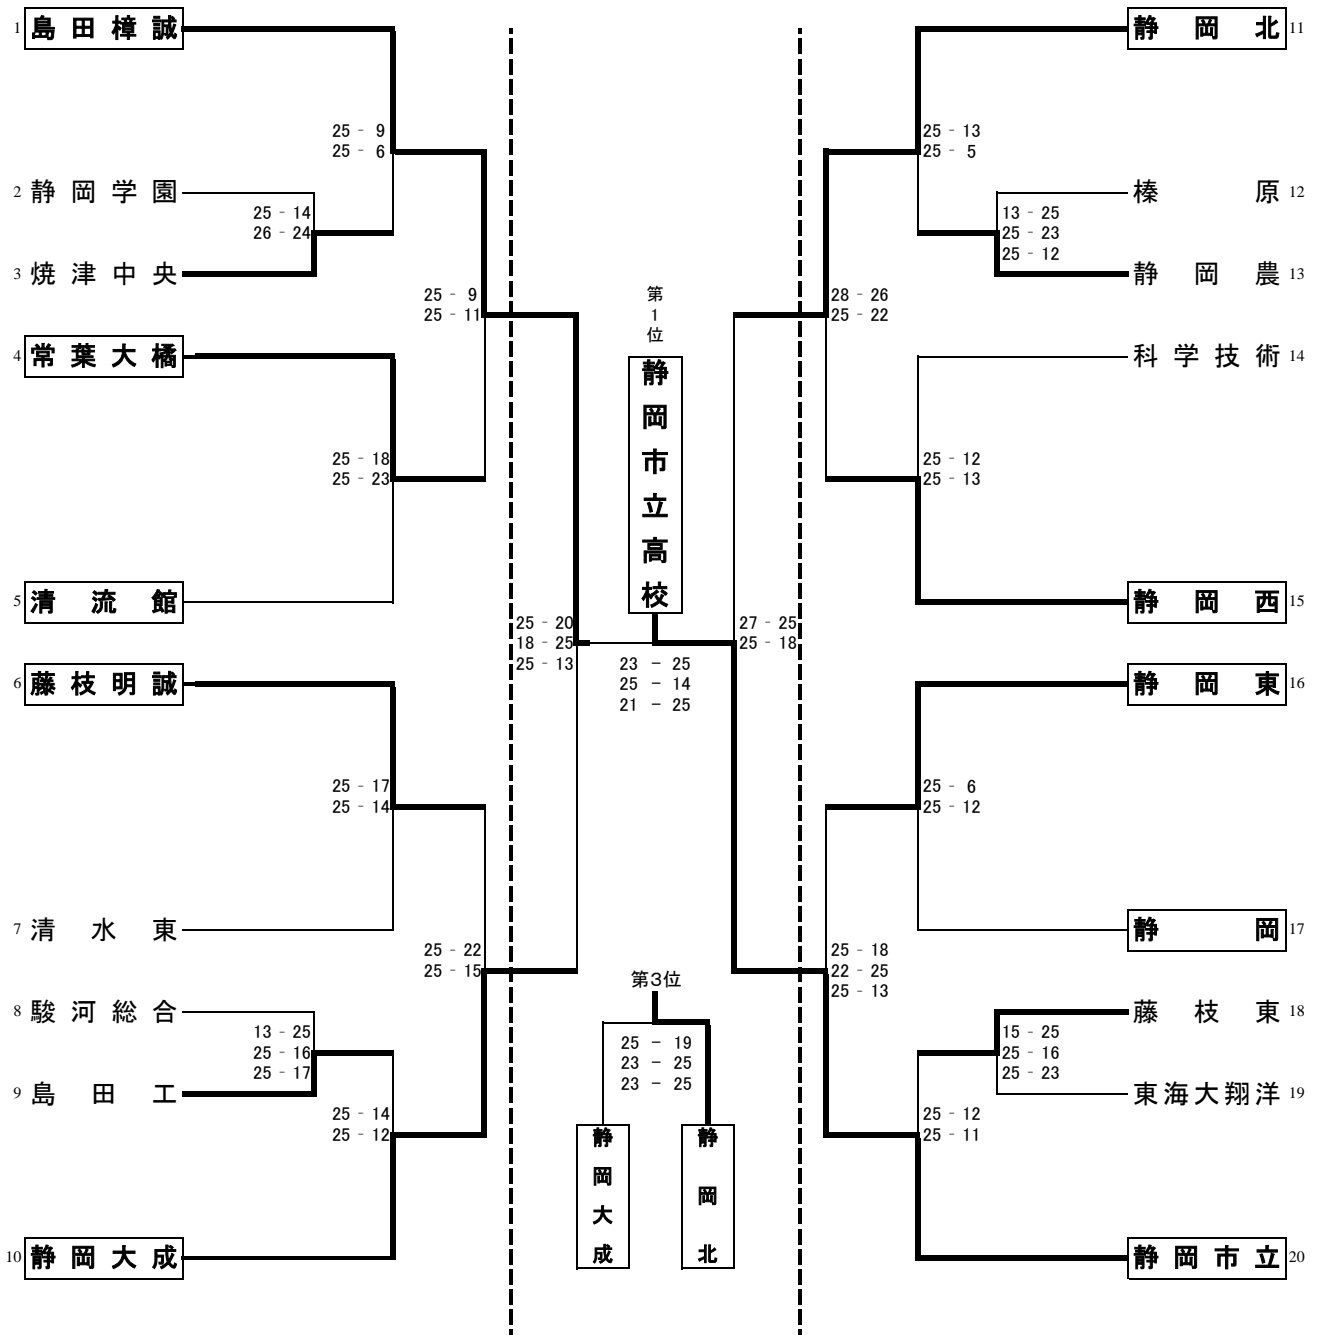 1 島田樟誠
25 - 9
25 - 6
2 静岡学園
25 - 14
26 - 24
3 焼津中央
25 - 9
25 - 11
4 常葉大橘
25 - 18
25 - 23
5 清流館
25 - 20
18 - 25
25 - 13
6 藤枝明誠
25 - 17
25 - 14
7 清水東
25 - 22
25 - 15
8 駿河総合
13 - 25
25 - 16
25 - 17
9 島田工
25 - 14
25 - 12
10 静岡大成
第1位
静岡市立高校
23 - 25
25 - 14
21 - 25
第3位
25 - 19
23 - 25
23 - 25
静岡大成
静岡北
静岡北 11
25 - 13
25 - 5
榛原 12
13 - 25
25 - 23
25 - 12
静岡農 13
28 - 26
25 - 22
科学技術 14
25 - 12
25 - 13
静岡西 15
27 - 25
25 - 18
静岡東 16
25 - 6
25 - 12
静岡 17
25 - 18
22 - 25
25 - 13
藤枝東 18
15 - 25
25 - 16
25 - 23
東海大翔洋 19
25 - 12
25 - 11
静岡市立 20